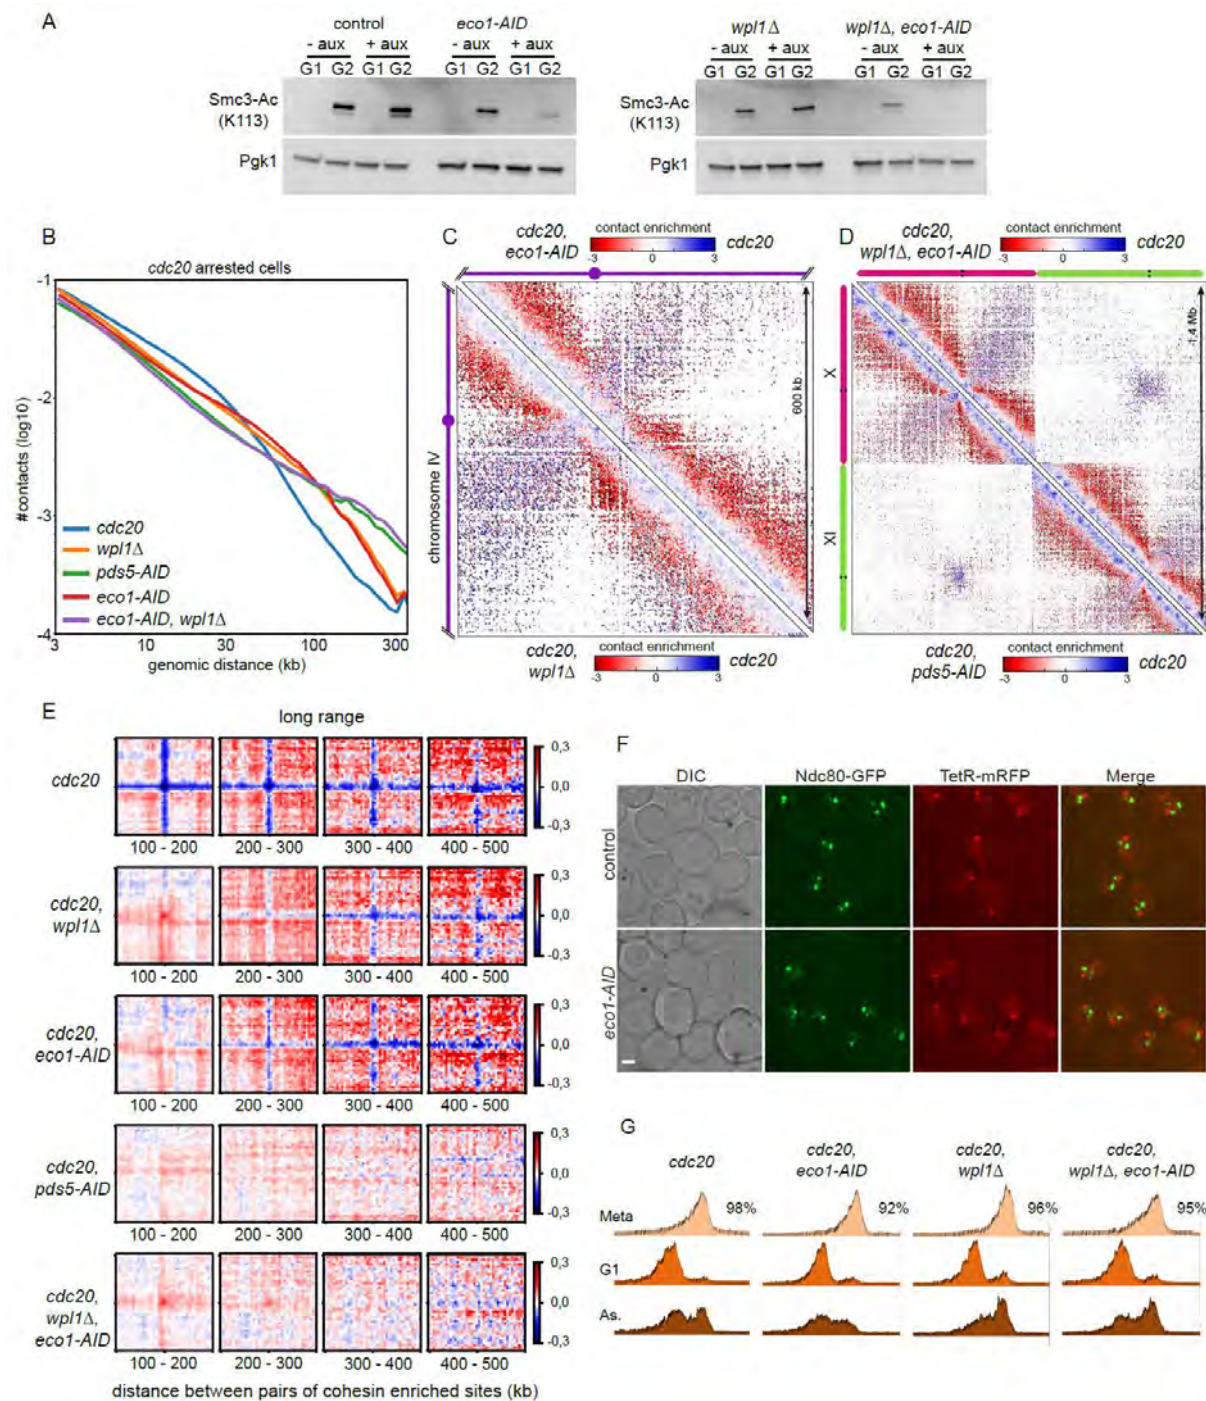 A
control
eco1-AID
wpl1Δ
wpl1Δ, eco1-AID
- aux + aux - aux + aux
- aux + aux - aux + aux
G1 G2 G1 G2 G1 G2 G1 G2
G1 G2 G1 G2 G1 G2 G1 G2
Smc3-Ac
(K113)
Smc3-Ac
(K113)
Pgk1
Pgk1
B
cdc20 arrested cells
#contacts (log10)
-1
-2
-3
-4
3 10 30 100 300
genomic distance (kb)
cdc20
wpl1Δ
pds5-AID
eco1-AID
eco1-AID, wpl1Δ
C
cdc20,
eco1-AID
contact enrichment
-3 0 3
cdc20
chromosome IV
600 kb
cdc20,
wpl1Δ
contact enrichment
-3 0 3
cdc20
D
cdc20,
wpl1Δ, eco1-AID
contact enrichment
-3 0 3
cdc20
X
XI
1.4 Mb
cdc20,
pds5-AID
contact enrichment
-3 0 3
cdc20
E
long range
cdc20
0,3
0,0
-0,3
100 - 200 200 - 300 300 - 400 400 - 500
cdc20,
wpl1Δ
0,3
0,0
-0,3
100 - 200 200 - 300 300 - 400 400 - 500
cdc20,
eco1-AID
0,3
0,0
-0,3
100 - 200 200 - 300 300 - 400 400 - 500
cdc20,
pds5-AID
0,3
0,0
-0,3
100 - 200 200 - 300 300 - 400 400 - 500
cdc20,
wpl1Δ,
eco1-AID
0,3
0,0
-0,3
100 - 200 200 - 300 300 - 400 400 - 500
distance between pairs of cohesin enriched sites (kb)
F
DIC Ndc80-GFP TetR-mRFP Merge
control
eco1-AID
G
cdc20
cdc20,
eco1-AID
cdc20,
wpl1Δ
cdc20,
wpl1Δ, eco1-AID
Meta 98% 92% 96% 95%
G1
As.